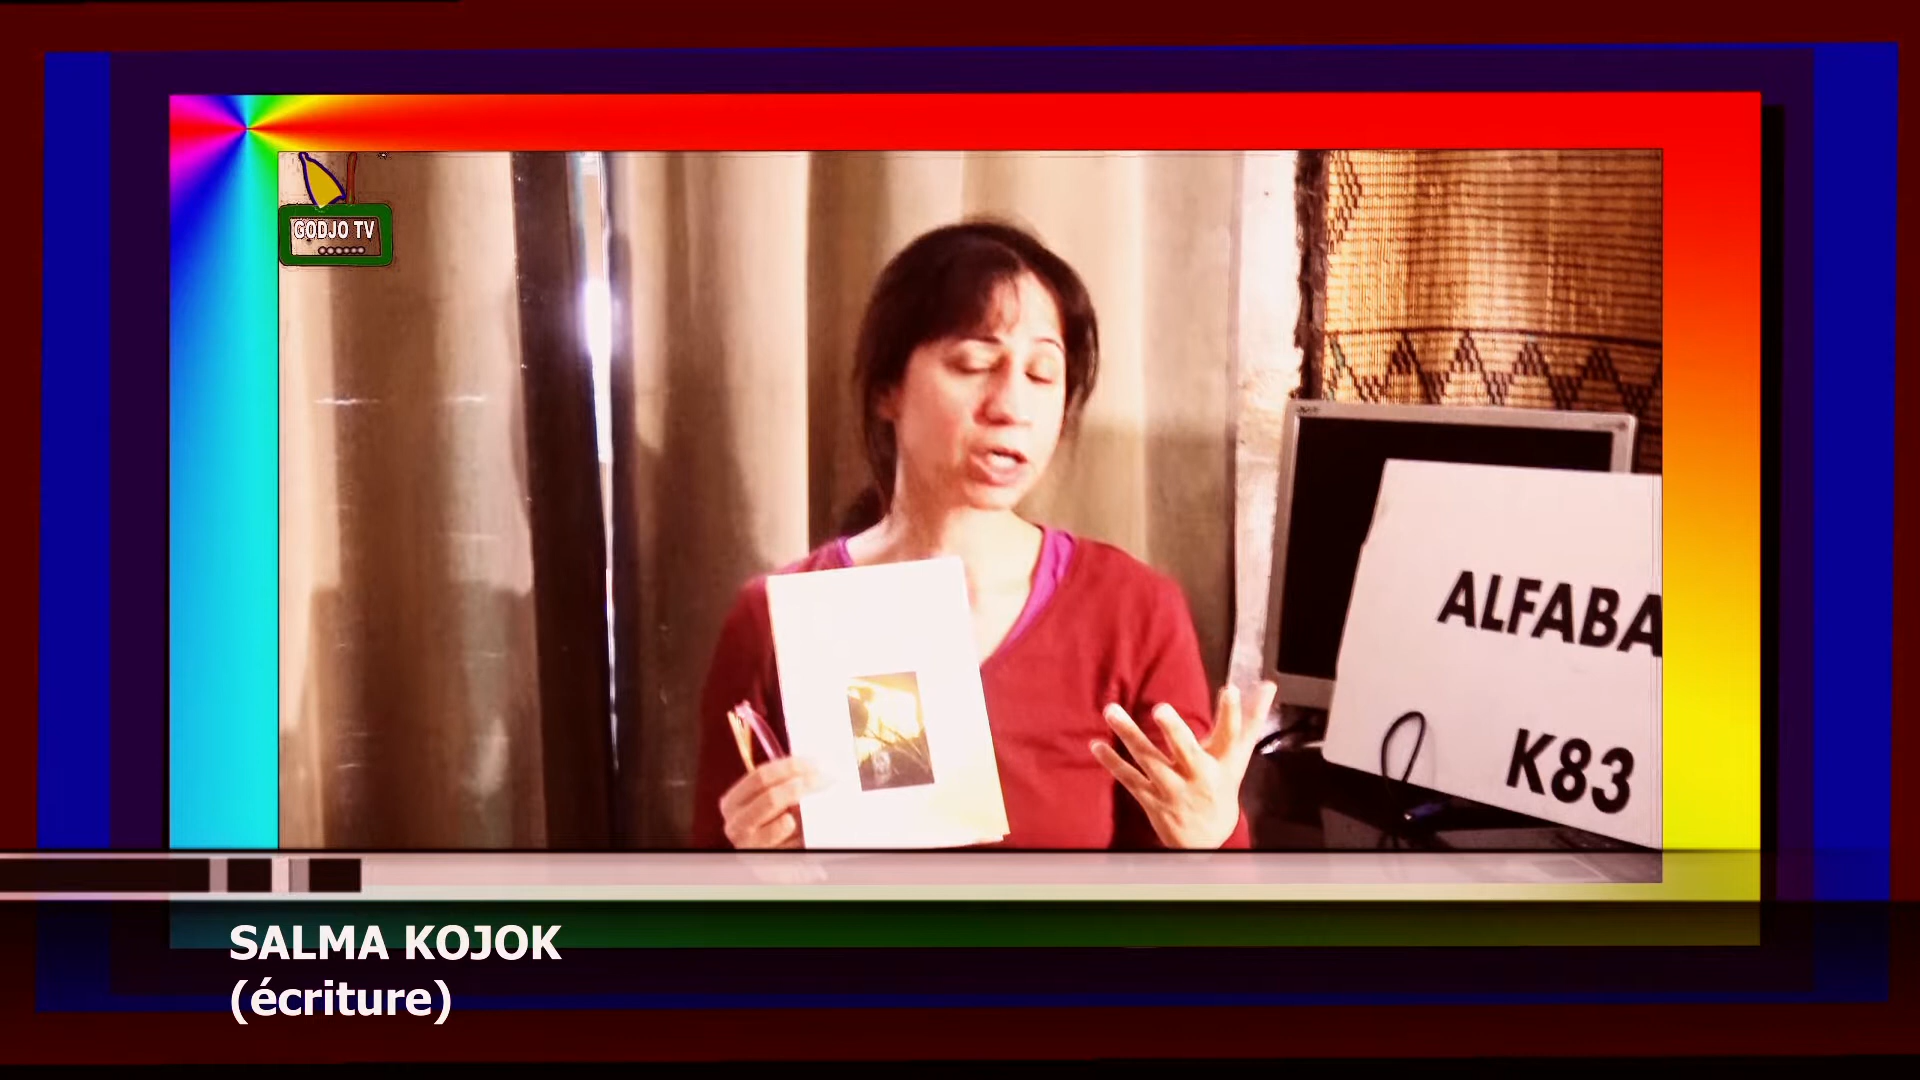 GODJO TV
ALFABA
K83
SALMA KOJOK
(écriture)